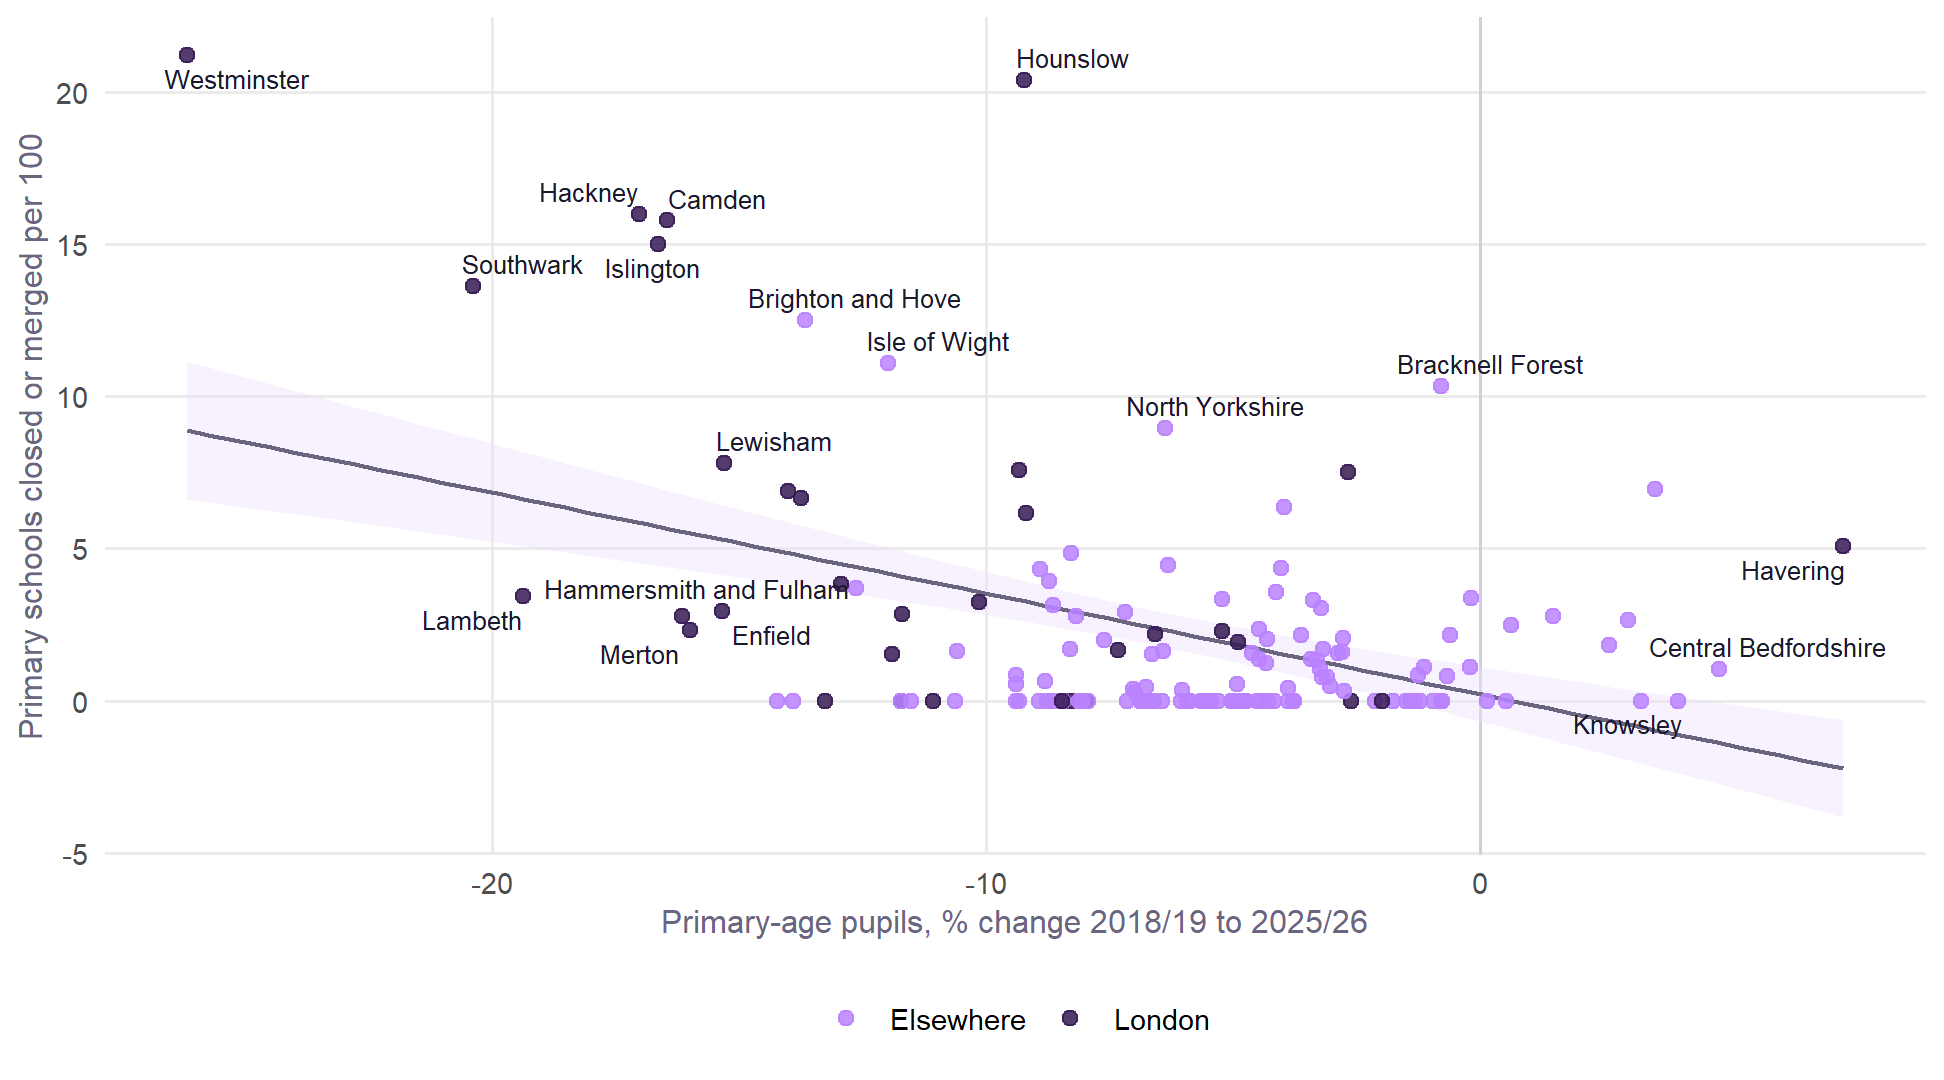 Westminster
Hounslow
Hackney
Camden
Southwark
Islington
Brighton and Hove
Isle of Wight
Bracknell Forest
North Yorkshire
Lewisham
Havering
Hammersmith and Fulham
Lambeth
Enfield
Merton
Central Bedfordshire
Knowsley
20
15
10
5
0
-5
-20
-10
0
Primary schools closed or merged per 100
Primary-age pupils, % change 2018/19 to 2025/26
Elsewhere
London